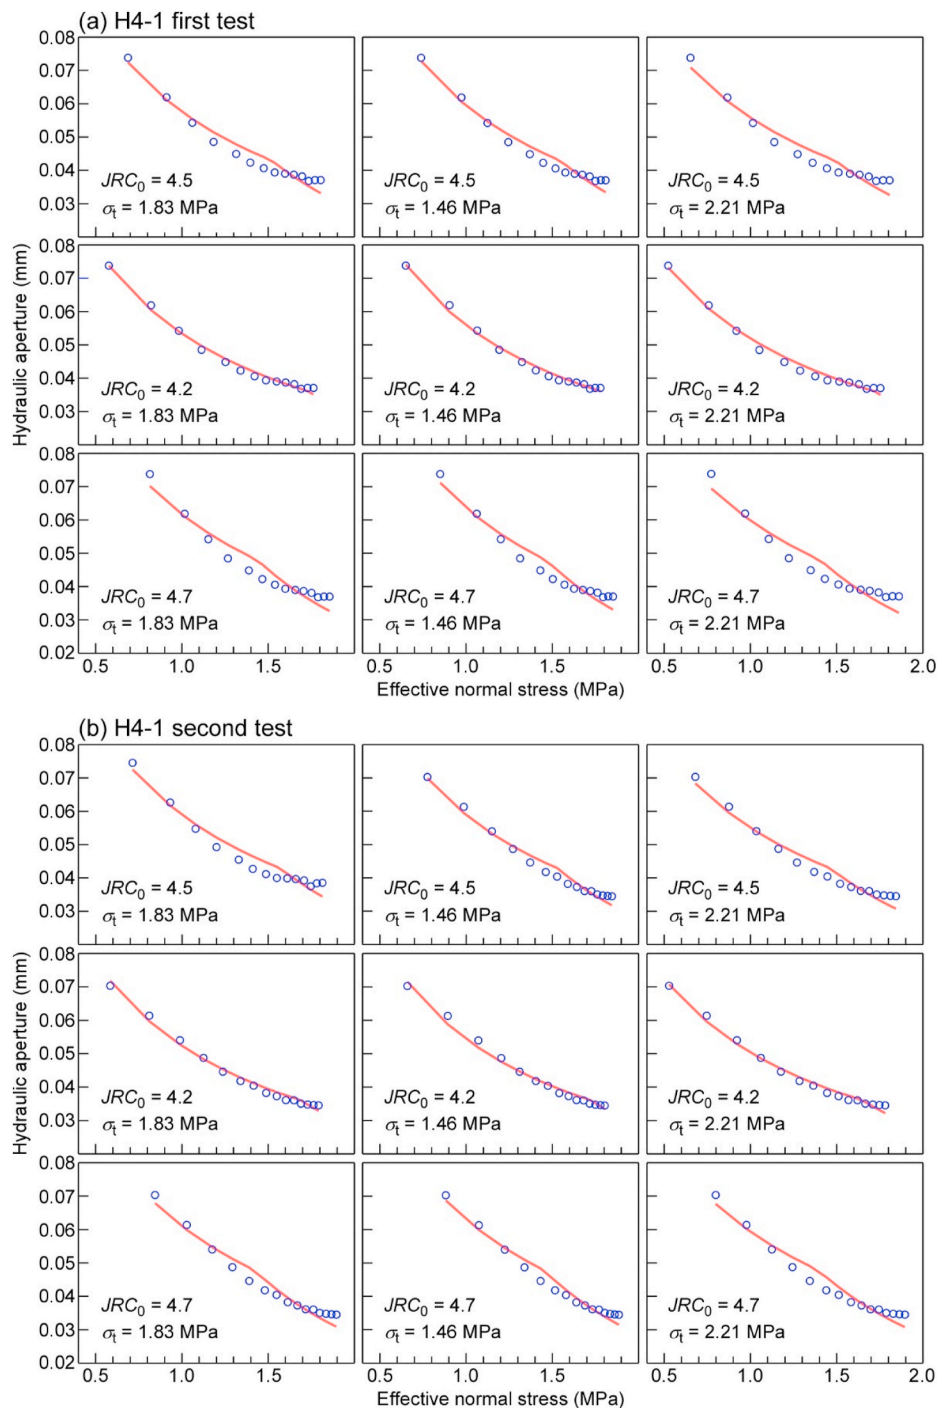 (a) H4-1 first test
0.08
0.07
0.06
0.05
0.04
0.03
JRC₀ = 4.5
σₜ = 1.83 MPa
JRC₀ = 4.5
σₜ = 1.46 MPa
JRC₀ = 4.5
σₜ = 2.21 MPa
Hydraulic aperture (mm)
0.08
0.07
0.06
0.05
0.04
0.03
JRC₀ = 4.2
σₜ = 1.83 MPa
JRC₀ = 4.2
σₜ = 1.46 MPa
JRC₀ = 4.2
σₜ = 2.21 MPa
0.08
0.07
0.06
0.05
0.04
0.03
0.02
JRC₀ = 4.7
σₜ = 1.83 MPa
JRC₀ = 4.7
σₜ = 1.46 MPa
JRC₀ = 4.7
σₜ = 2.21 MPa
0.5 1.0 1.5 0.5 1.0 1.5 0.5 1.0 1.5 2.0
Effective normal stress (MPa)
(b) H4-1 second test
0.08
0.07
0.06
0.05
0.04
0.03
JRC₀ = 4.5
σₜ = 1.83 MPa
JRC₀ = 4.5
σₜ = 1.46 MPa
JRC₀ = 4.5
σₜ = 2.21 MPa
Hydraulic aperture (mm)
0.08
0.07
0.06
0.05
0.04
0.03
JRC₀ = 4.2
σₜ = 1.83 MPa
JRC₀ = 4.2
σₜ = 1.46 MPa
JRC₀ = 4.2
σₜ = 2.21 MPa
0.08
0.07
0.06
0.05
0.04
0.03
0.02
JRC₀ = 4.7
σₜ = 1.83 MPa
JRC₀ = 4.7
σₜ = 1.46 MPa
JRC₀ = 4.7
σₜ = 2.21 MPa
0.5 1.0 1.5 0.5 1.0 1.5 0.5 1.0 1.5 2.0
Effective normal stress (MPa)